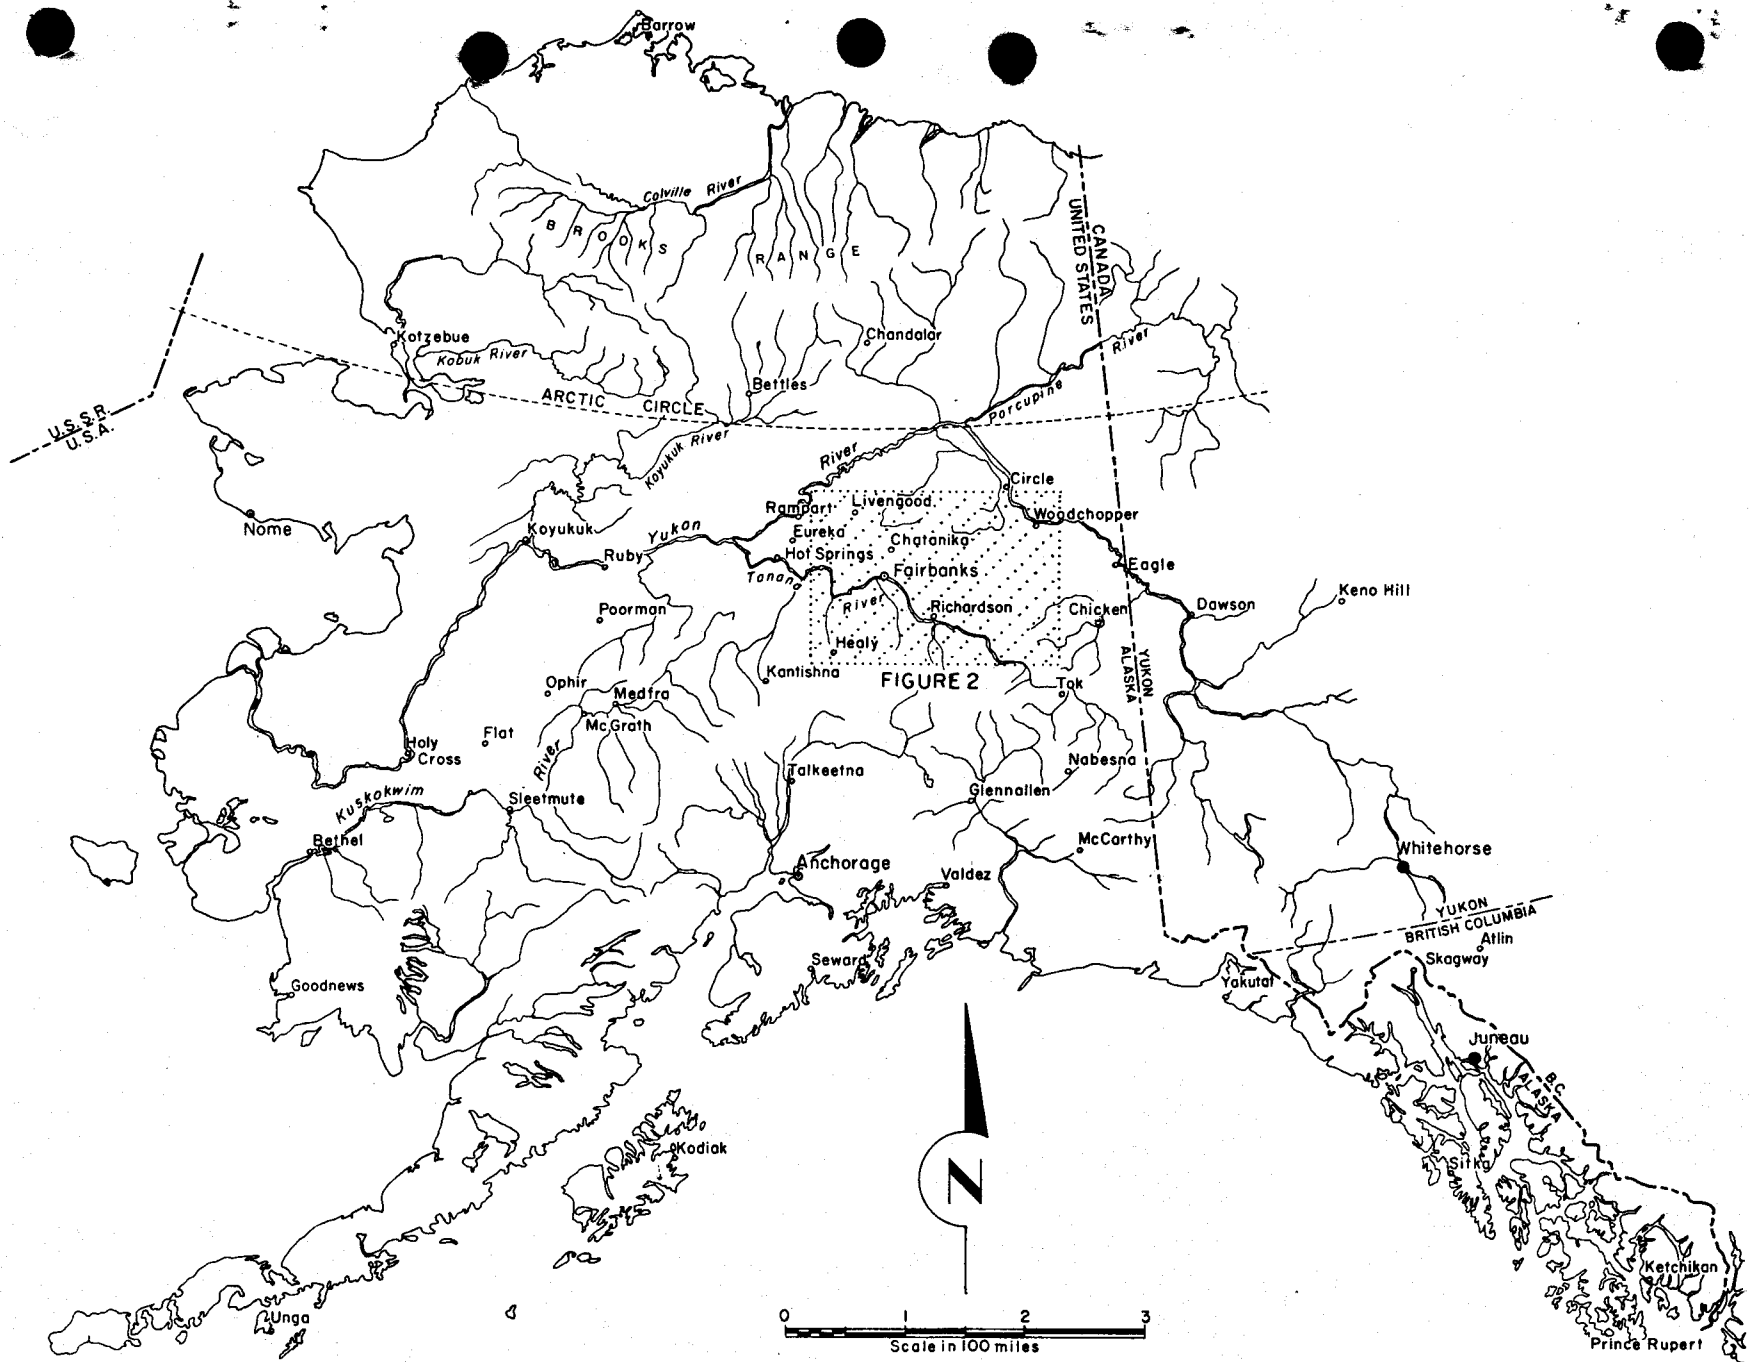 Barrow
Colville River
BROOKS
RANGE
CANADA
UNITED STATES
Kotzebue
Kobuk River
Chandalar
River
Bettles
Porcupine
ARCTIC CIRCLE
U.S.S.R.
U.S.A.
Koyukuk River
River
Circle
Livengood
Rampart
Woodchopper
Nome
Koyukuk
Yukon
Eureka
Chatanika
Ruby
Hot Springs
Eagle
Tanana
Fairbanks
Keno Hill
River
Richardson
Chicken
Dawson
Poorman
Healy
YUKON
ALASKA
Kantishna
FIGURE 2
Tok
Ophir
Medfra
McGrath
Flat
Holy
Cross
River
Talkeetna
Nabesna
Glennallen
Kuskokwim
Sleetmute
Bethel
McCarthy
Whitehorse
Anchorage
Valdez
YUKON
BRITISH COLUMBIA
Atlin
Skagway
Seward
Yakutat
Goodnews
Juneau
B.C.
ALASKA
Kodiak
Sitka
N
Ketchikan
Unga
0 1 2 3
Scale in 100 miles
Prince Rupert